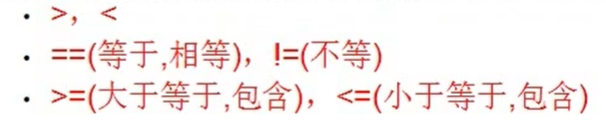 • >，<
• ==(等于,相等)，!=(不等)
• >=(大于等于,包含)，<=(小于等于,包含)